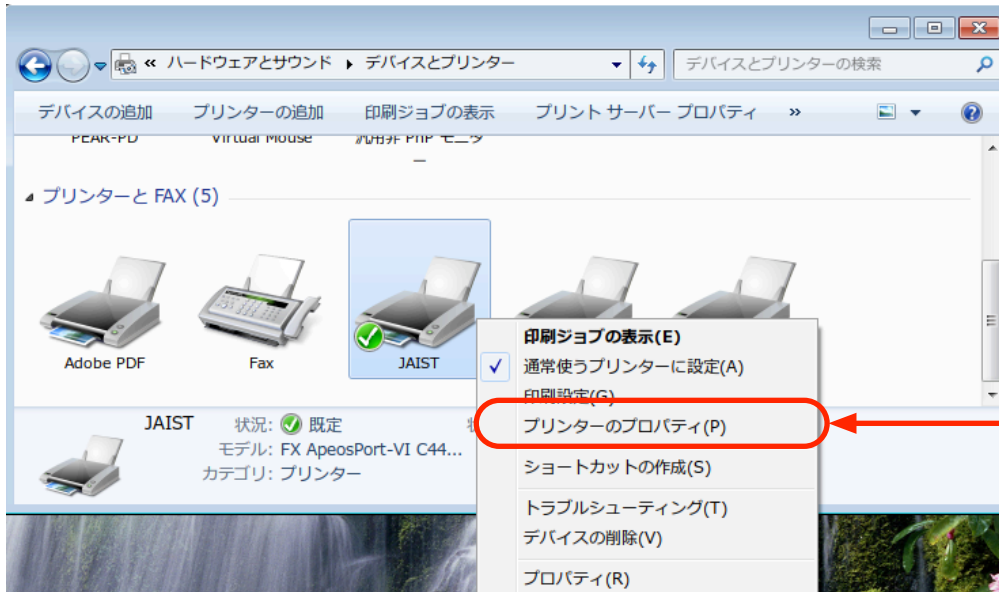 « ハードウェアとサウンド ▸ デバイスとプリンター
デバイスとプリンターの検索
デバイスの追加 プリンターの追加 印刷ジョブの表示 プリント サーバー プロパティ »
PEAR-PD Virtual Mouse 汎用非 PnP モニター
プリンターと FAX (5)
Adobe PDF Fax JAIST
印刷ジョブの表示(E)
通常使うプリンターに設定(A)
印刷設定(G)
プリンターのプロパティ(P)
ショートカットの作成(S)
トラブルシューティング(T)
デバイスの削除(V)
プロパティ(R)
JAIST 状況: 既定
モデル: FX ApeosPort-VI C44...
カテゴリ: プリンター